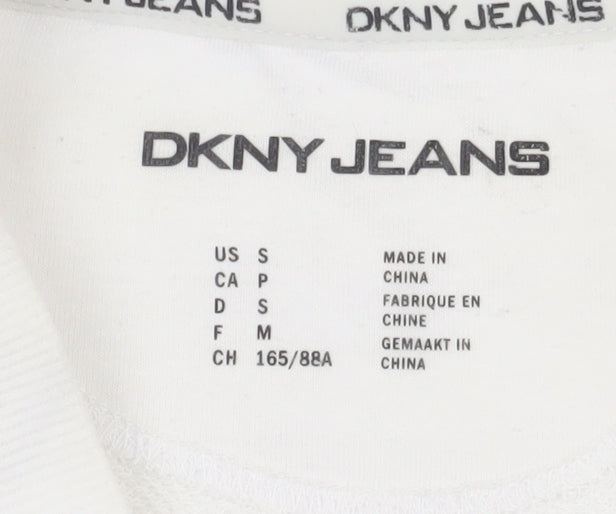 JEANS
DKNY JEANS
DKNY JEANS
US S
CA P
D S
F M
CH 165/88A
MADE IN
CHINA
FABRIQUE EN
CHINE
GEMAAKT IN
CHINA